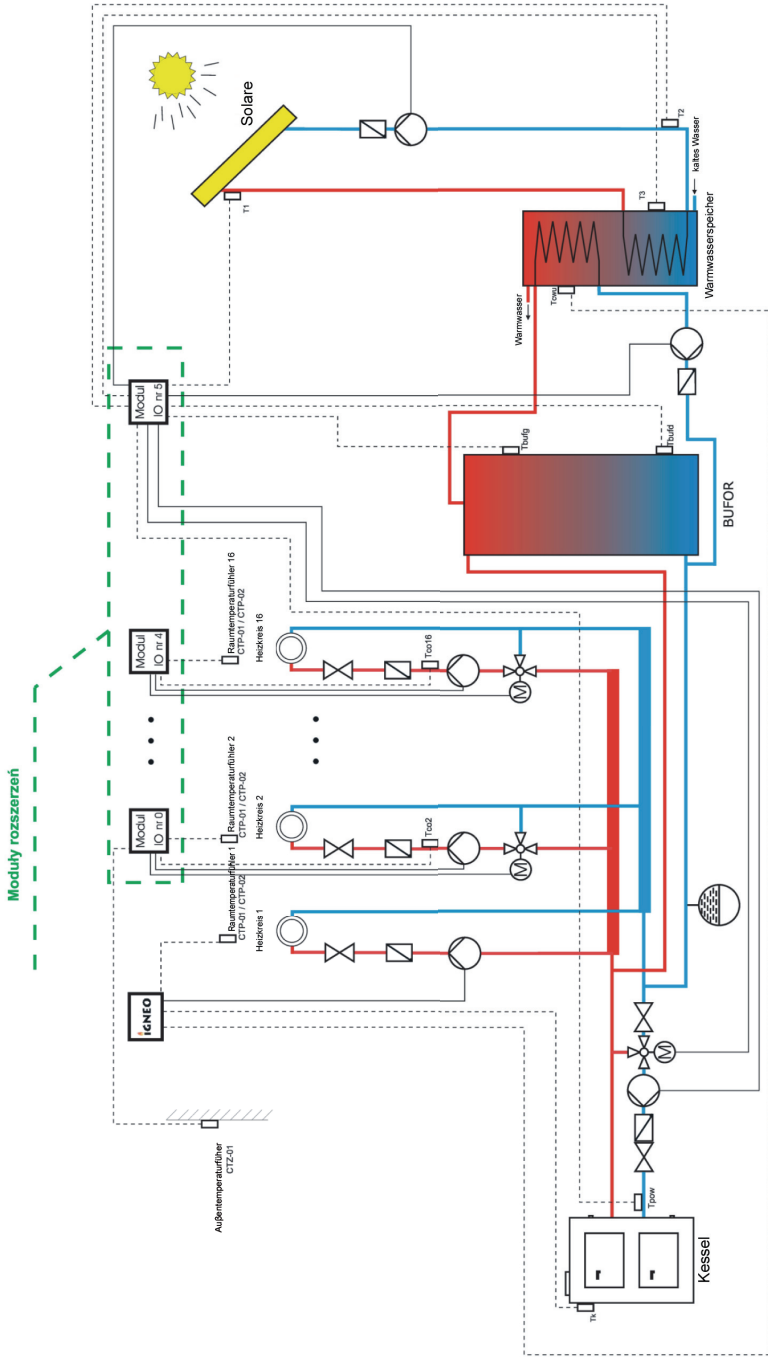 Moduły rozszerzeń
iGNEO
Modul
IO nr 0
Modul
IO nr 4
Modul
IO nr 5
Außentemperaturfüher
CTZ-01
Raumtemperaturfühler 1
CTP-01 / CTP-02
Heizkreis 1
Raumtemperaturfühler 2
CTP-01 / CTP-02
Heizkreis 2
Raumtemperaturfühler 16
CTP-01 / CTP-02
Heizkreis 16
Tco2
Tco16
M
M
M
Tk
Tpow
Kessel
Tbufg
Tbufd
BUFOR
Warmwasser
Tcwu
T3
T2
kaltes Wasser
Warmwasserspeicher
T1
Solare